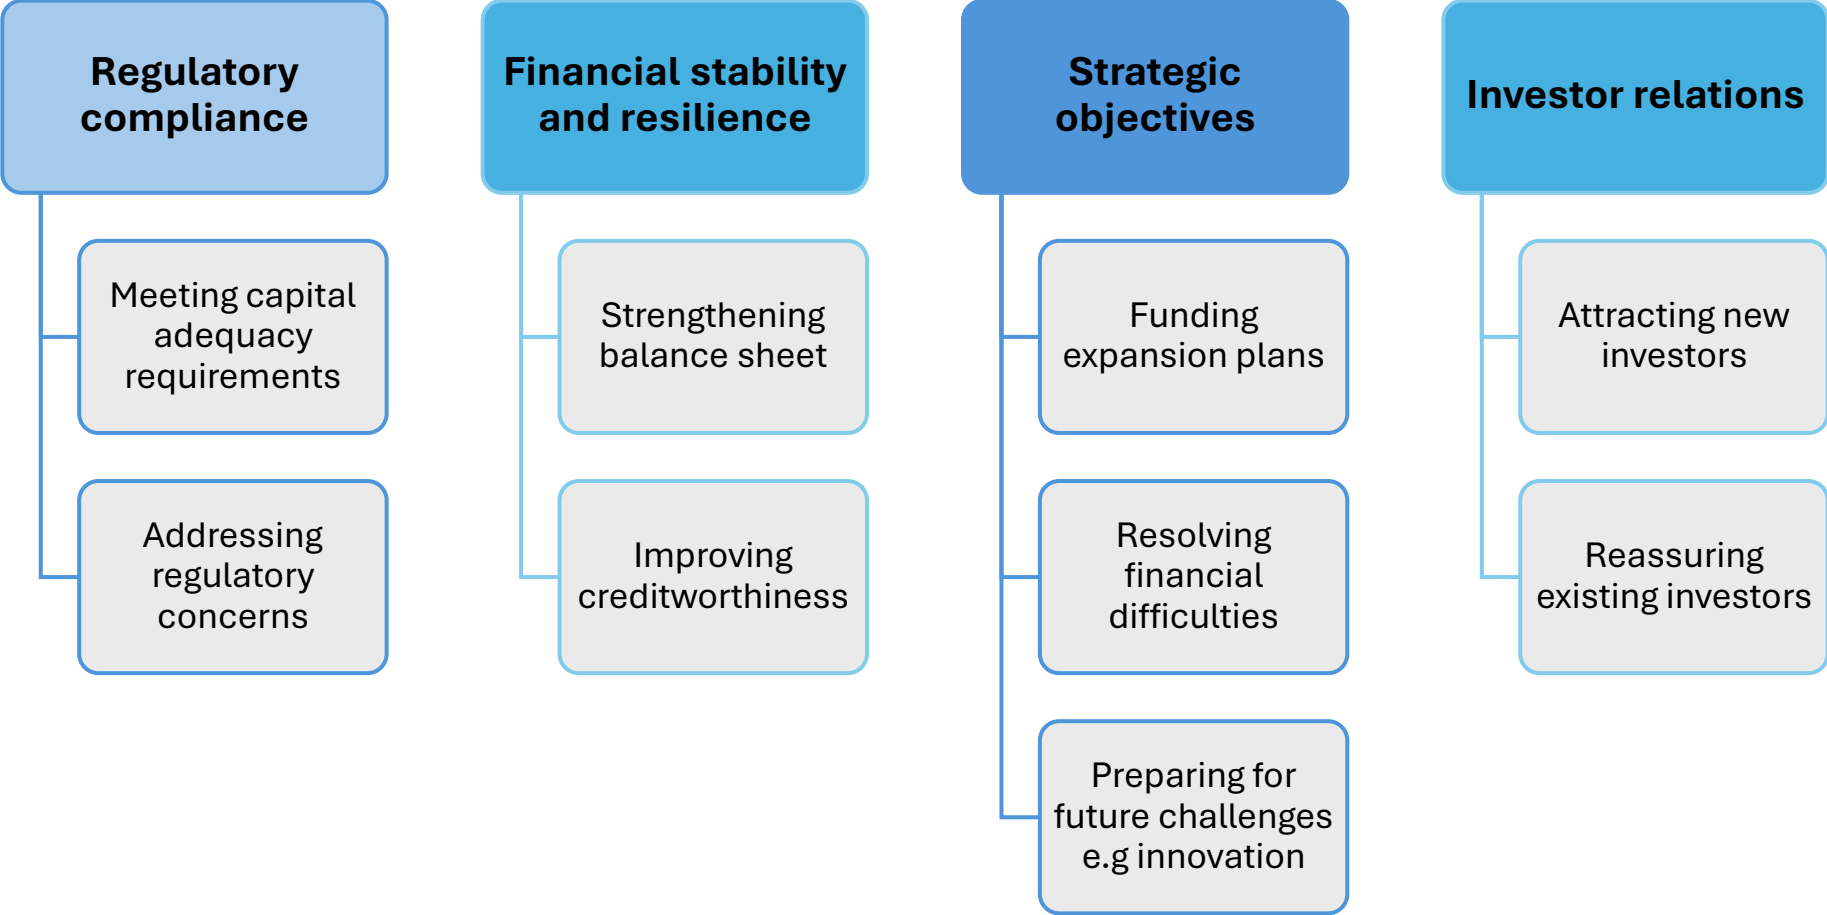 Regulatory
compliance
Meeting capital
adequacy
requirements
Addressing
regulatory
concerns
Financial stability
and resilience
Strengthening
balance sheet
Improving
creditworthiness
Strategic
objectives
Funding
expansion plans
Resolving
financial
difficulties
Preparing for
future challenges
e.g innovation
Investor relations
Attracting new
investors
Reassuring
existing investors